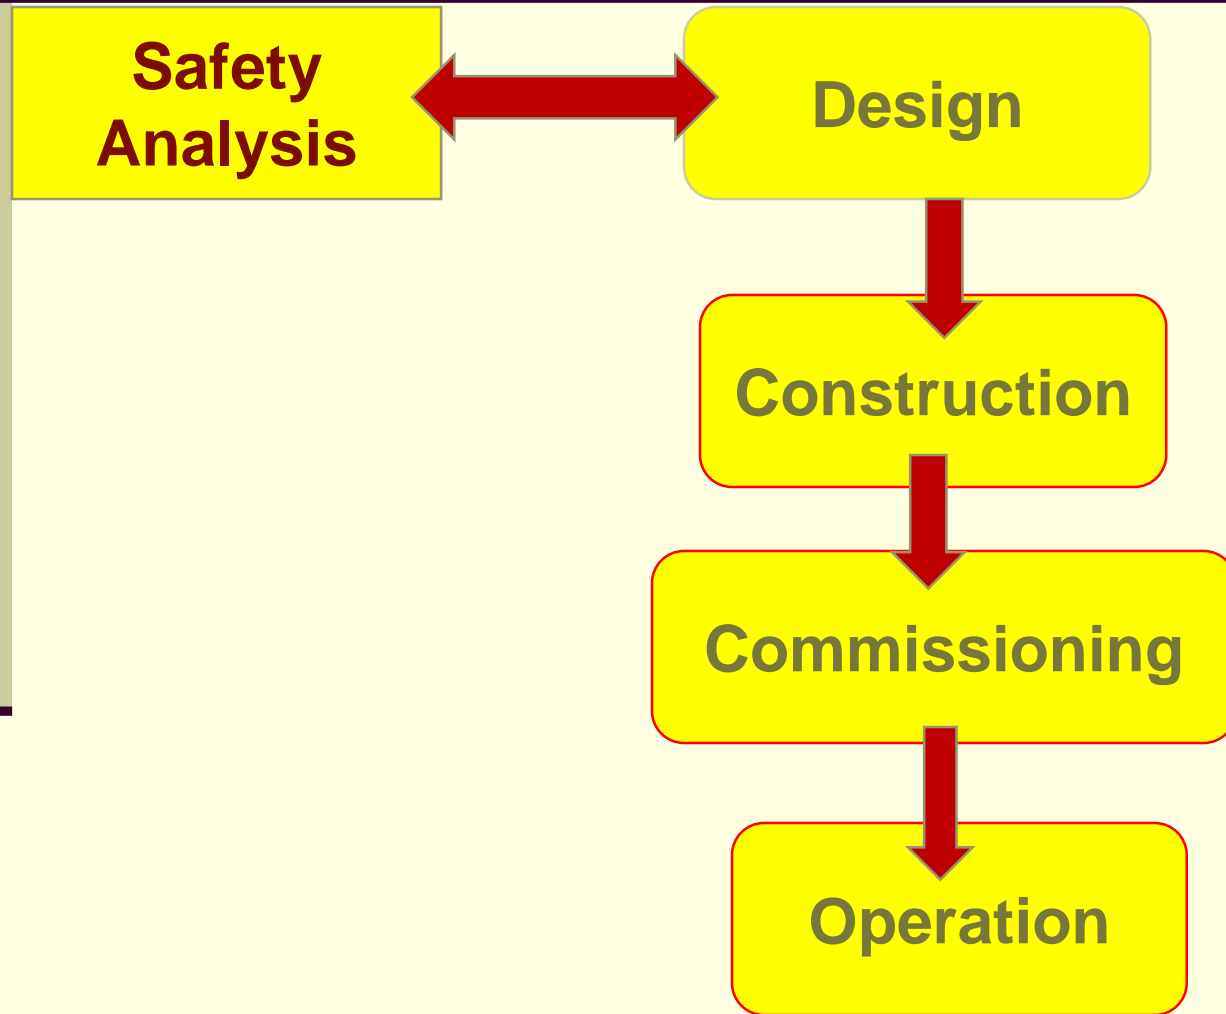 Safety
Analysis
Design
Construction
Commissioning
Operation